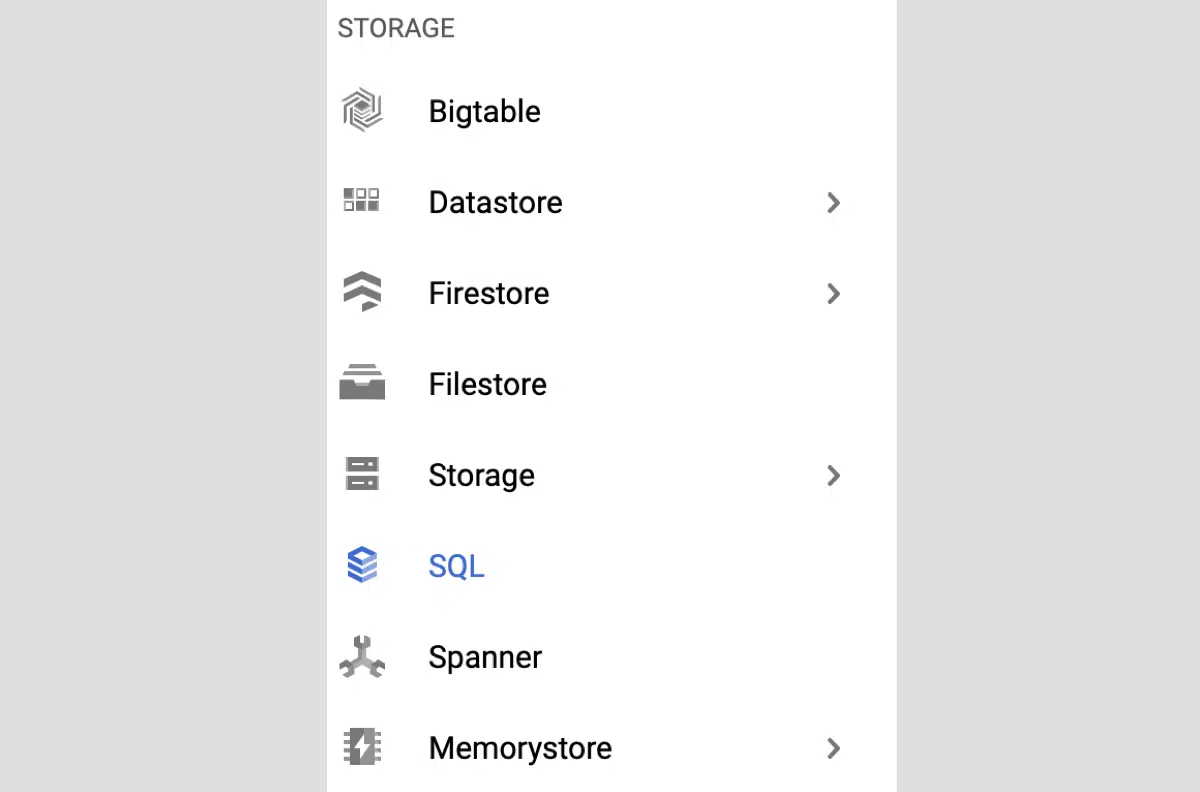 STORAGE
Bigtable
Datastore
Firestore
Filestore
Storage
SQL
Spanner
Memorystore